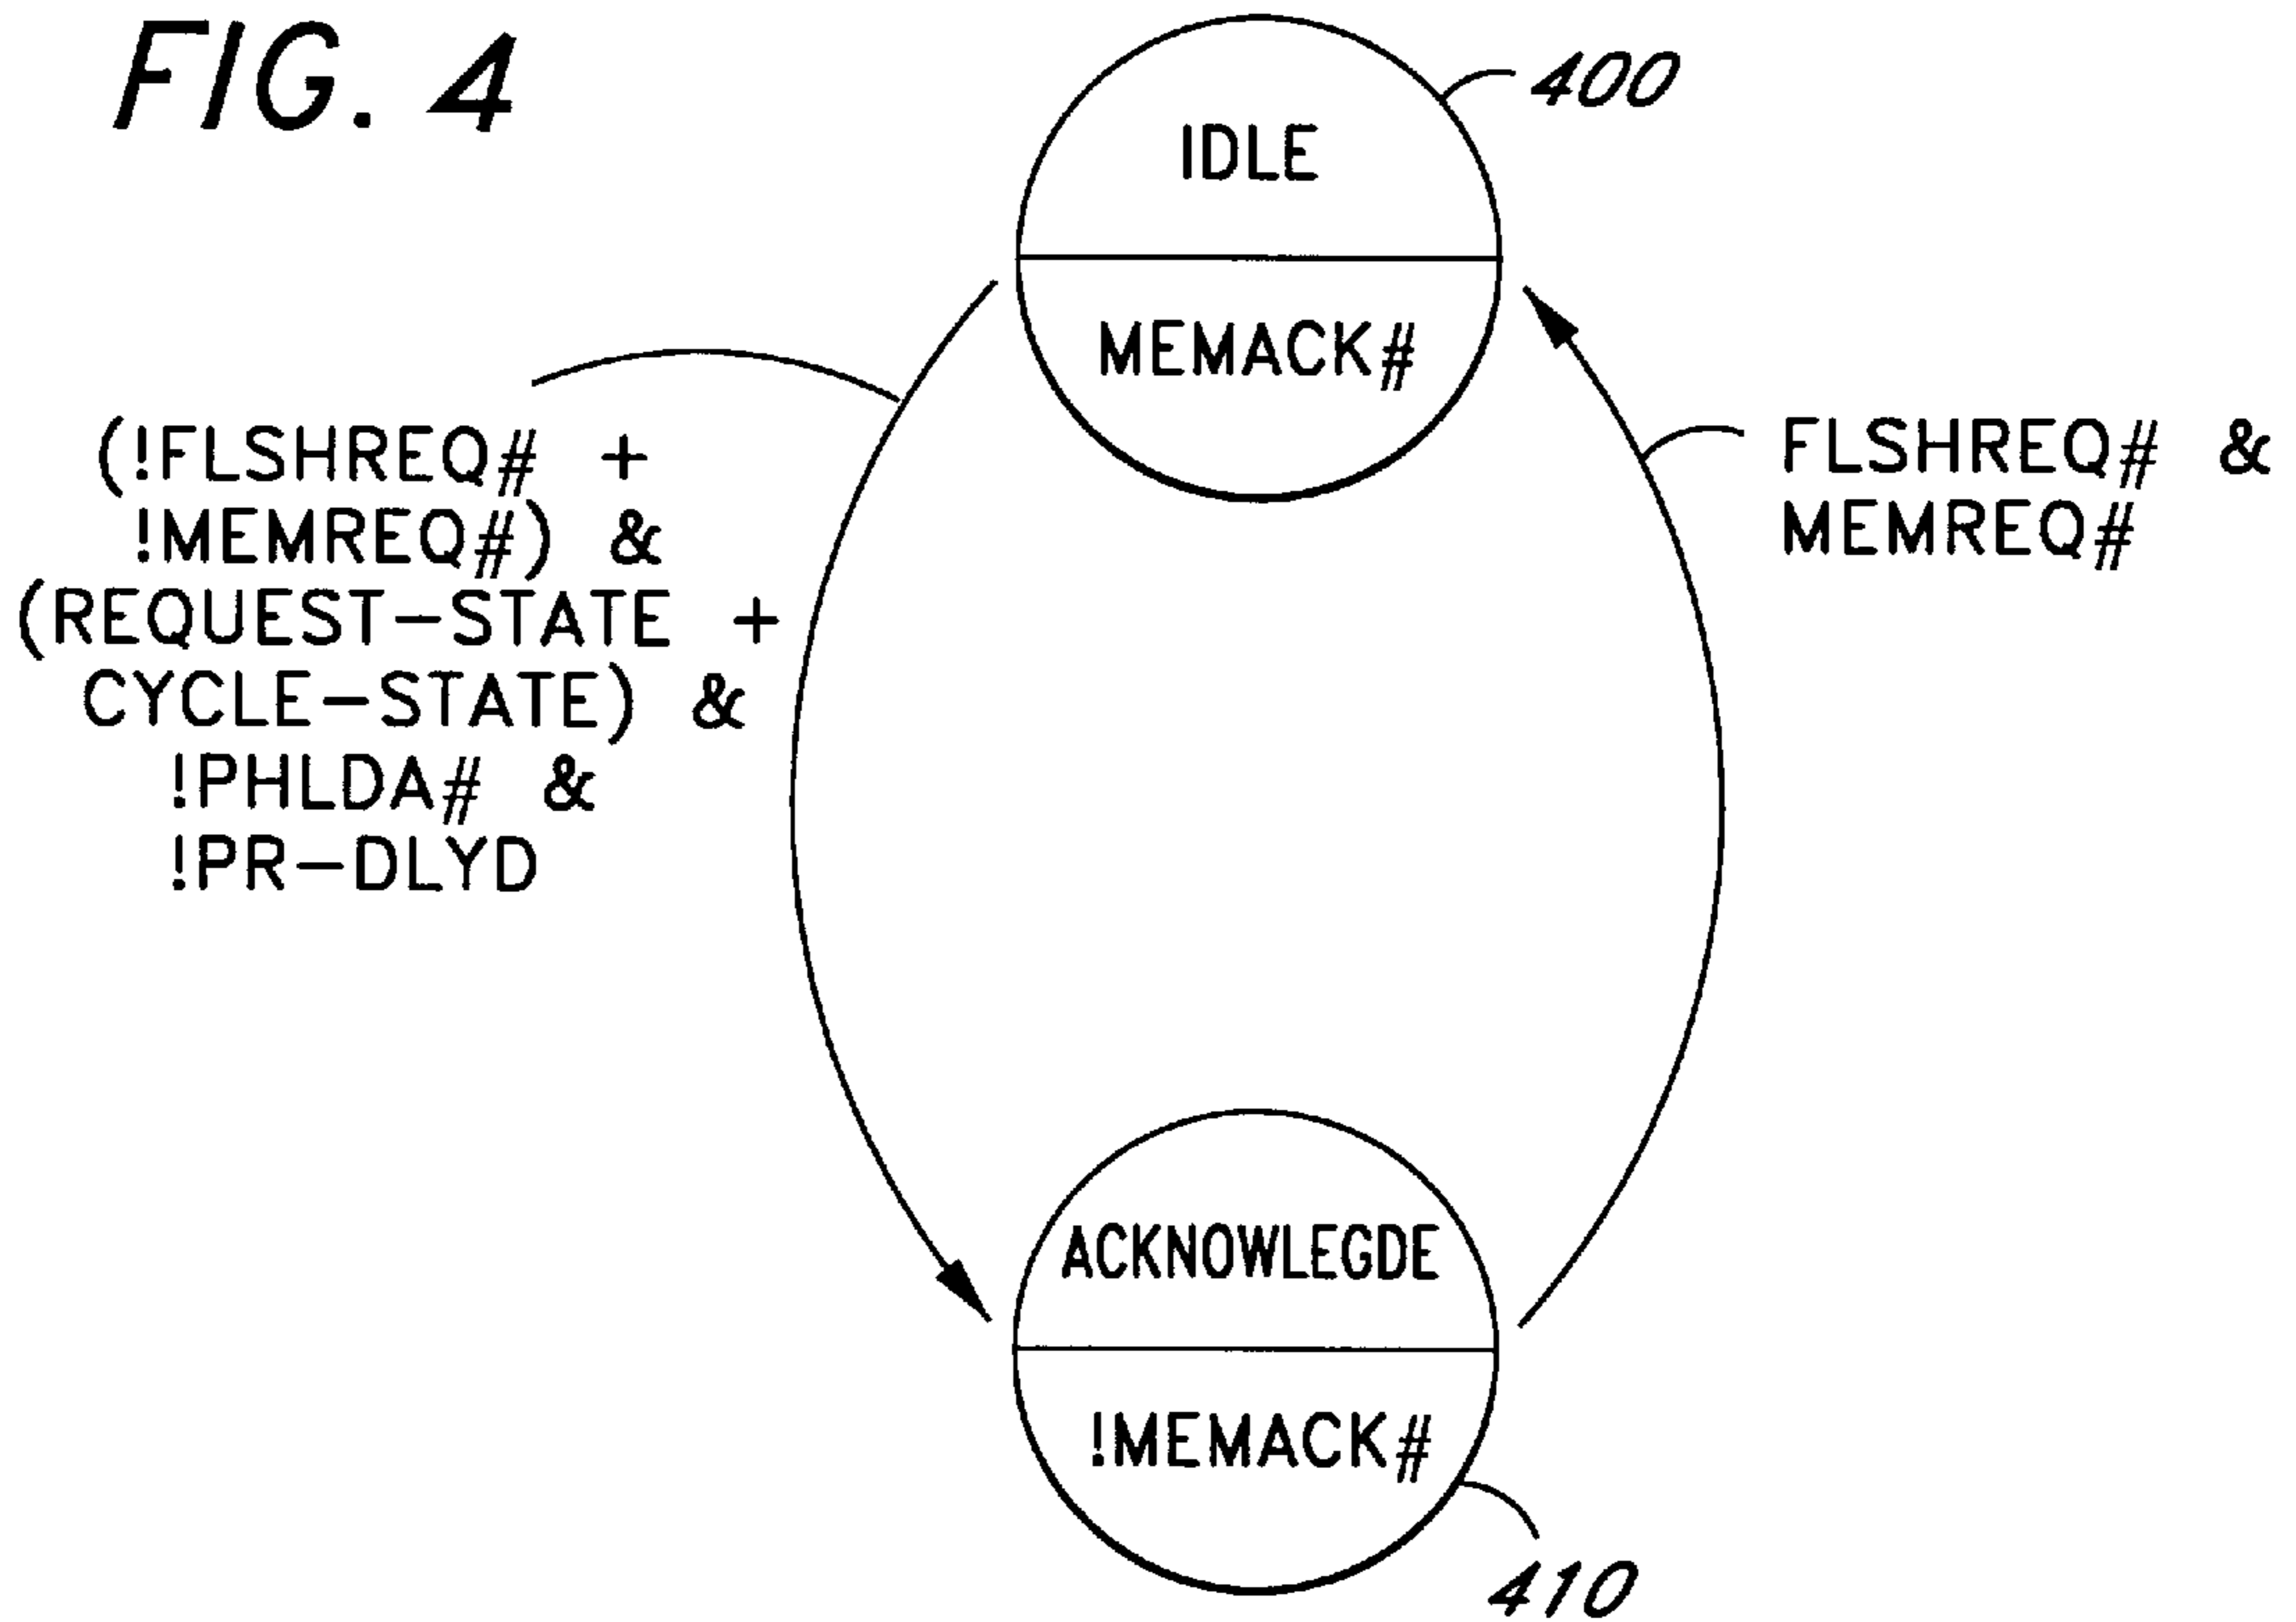 FIG. 4
400
IDLE
MEMACK#
(!FLSHREQ# +
!MEMREQ#) &
(REQUEST-STATE +
CYCLE-STATE) &
!PHLDA# &
!PR-DLYD
FLSHREQ# &
MEMREQ#
ACKNOWLEGDE
!MEMACK#
410